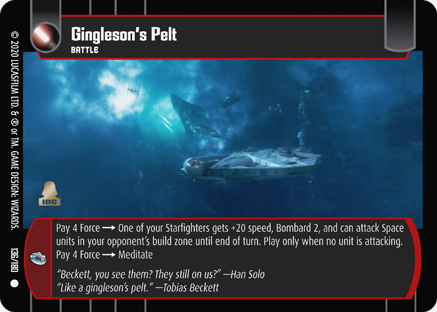 Gingleson's Pelt
BATTLE
© 2020 LUCASFILM LTD. & ® or TM. GAME DESIGN: WIZARDS.
IDC
Pay 4 Force → One of your Starfighters gets +20 speed, Bombard 2, and can attack Space
units in your opponent's build zone until end of turn. Play only when no unit is attacking.
Pay 4 Force → Meditate
"Beckett, you see them? They still on us?" —Han Solo
"Like a gingleson's pelt." —Tobias Beckett